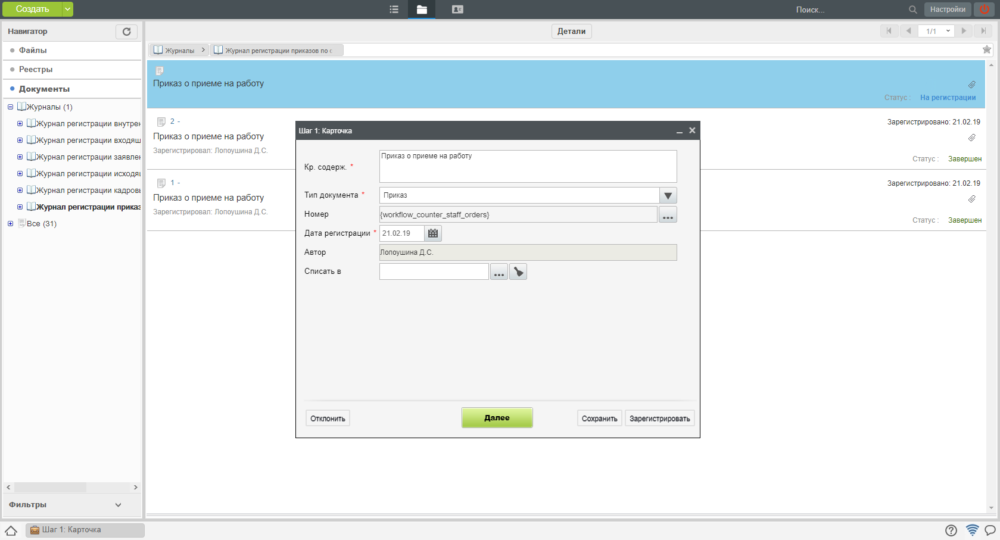 Создать
Поиск...
Настройки
Навигатор
Детали
1/1
Файлы
Реестры
Документы
Журналы (1)
Журнал регистрации внутрен
Журнал регистрации входящ
Журнал регистрации заявлен
Журнал регистрации исходящ
Журнал регистрации кадровы
Журнал регистрации приказ
Все (31)
Фильтры
Журналы
Журнал регистрации приказов по с
Приказ о приеме на работу
Статус : На регистрации
2 -
Зарегистрировано: 21.02.19
Приказ о приеме на работу
Зарегистрировал: Лопоушина Д.С.
Статус : Завершен
1 -
Зарегистрировано: 21.02.19
Приказ о приеме на работу
Зарегистрировал: Лопоушина Д.С.
Статус : Завершен
Шаг 1: Карточка
Кр. содерж. *
Приказ о приеме на работу
Тип документа *
Приказ
Номер
{workflow_counter_staff_orders}
Дата регистрации *
21.02.19
Автор
Лопоушина Д.С.
Списать в
Отклонить
Далее
Сохранить
Зарегистрировать
Шаг 1: Карточка